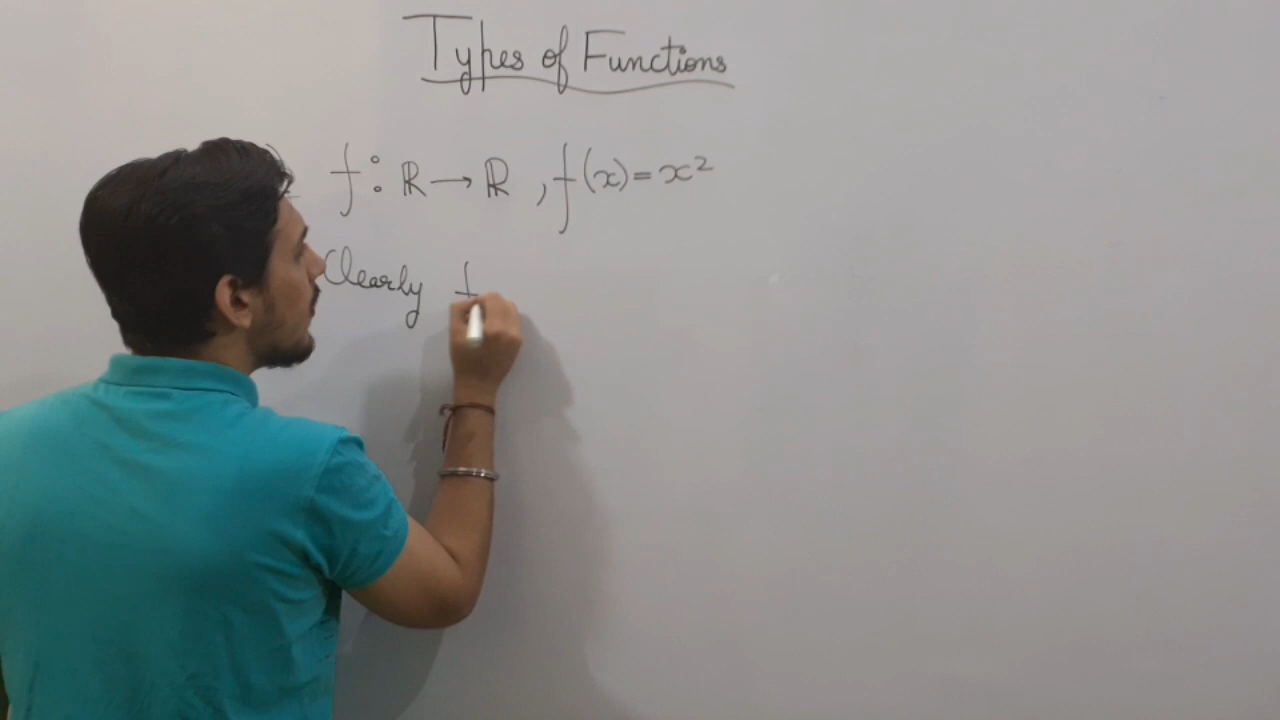 Types of Functions
f : ℝ → ℝ , f(x) = x²
Clearly f